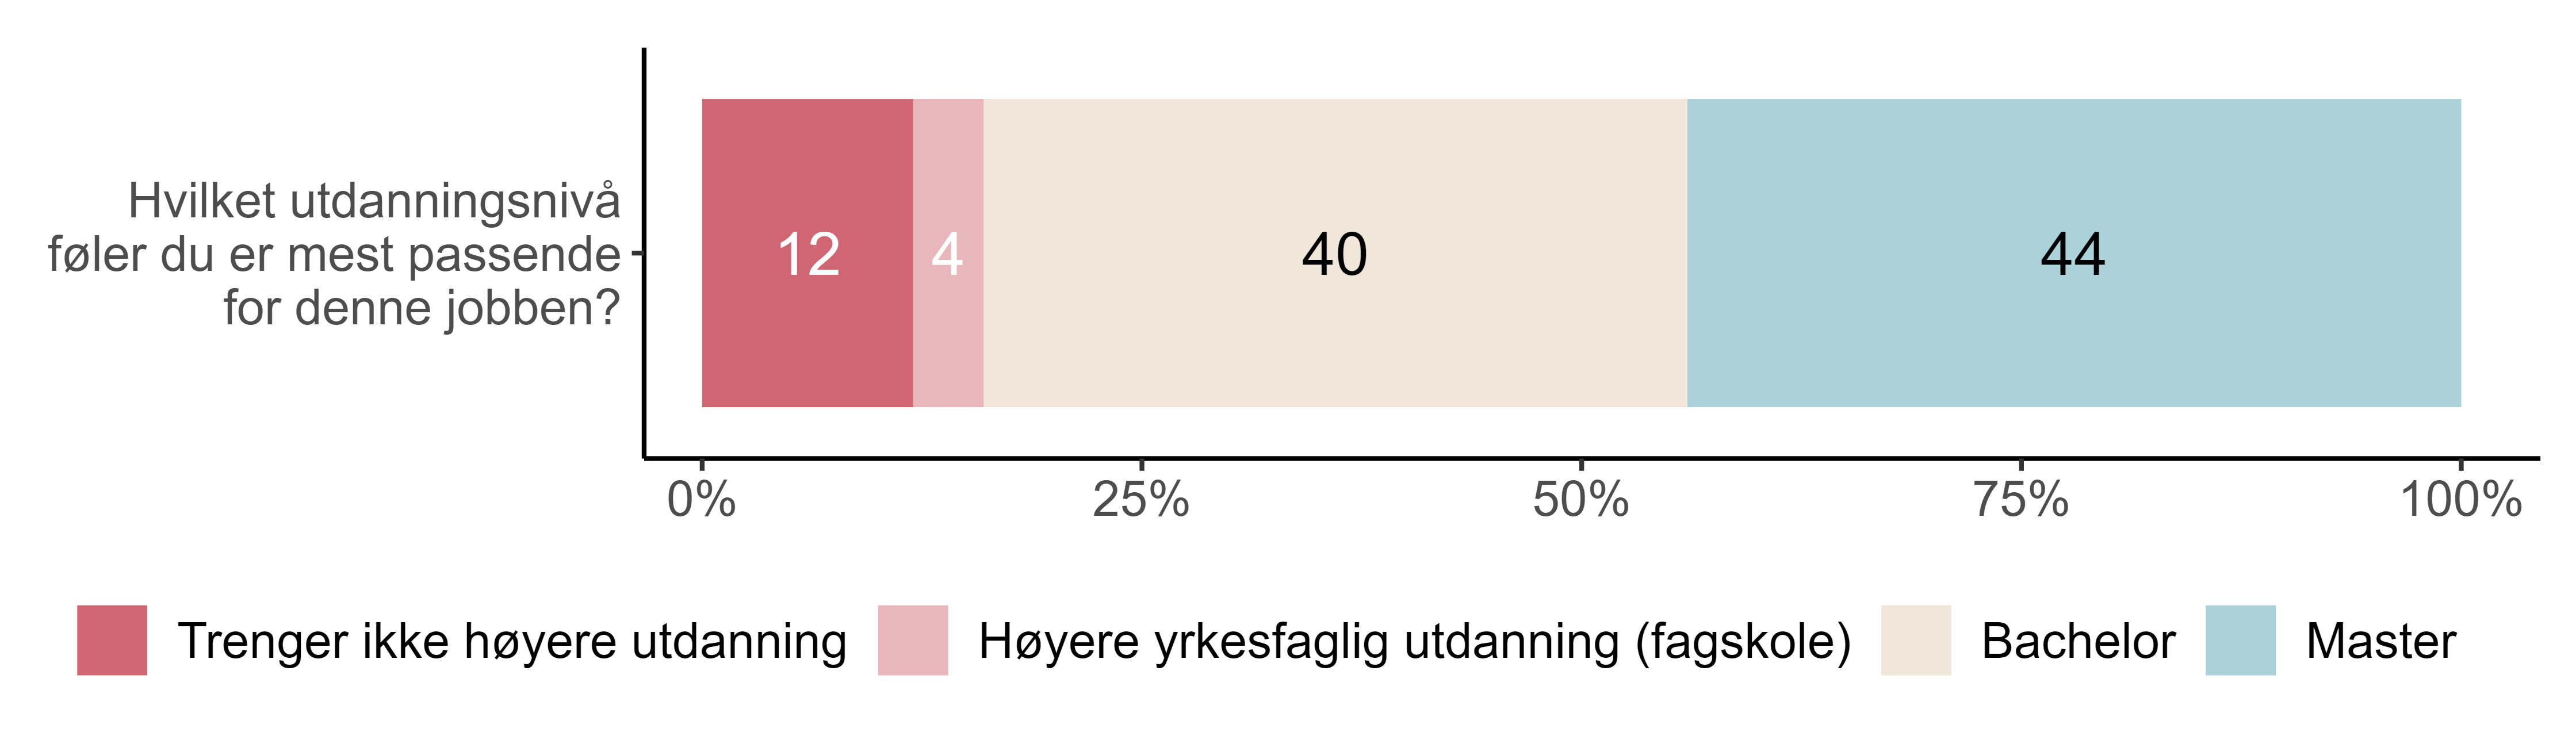 Hvilket utdanningsnivå
føler du er mest passende
for denne jobben?
12 4 40 44
0% 25% 50% 75% 100%
Trenger ikke høyere utdanning Høyere yrkesfaglig utdanning (fagskole) Bachelor Master